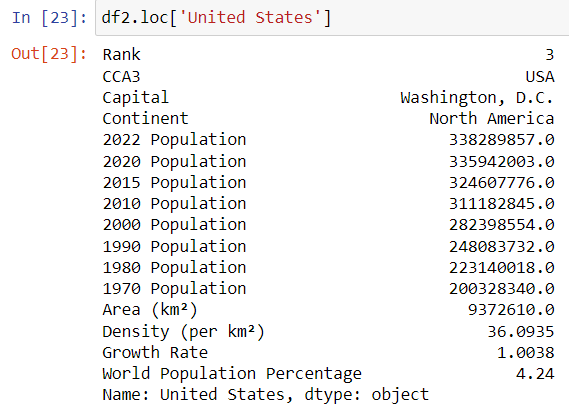 In [23]: df2.loc['United States']
Out[23]: Rank 3
CCA3 USA
Capital Washington, D.C.
Continent North America
2022 Population 338289857.0
2020 Population 335942003.0
2015 Population 324607776.0
2010 Population 311182845.0
2000 Population 282398554.0
1990 Population 248083732.0
1980 Population 223140018.0
1970 Population 200328340.0
Area (km²) 9372610.0
Density (per km²) 36.0935
Growth Rate 1.0038
World Population Percentage 4.24
Name: United States, dtype: object